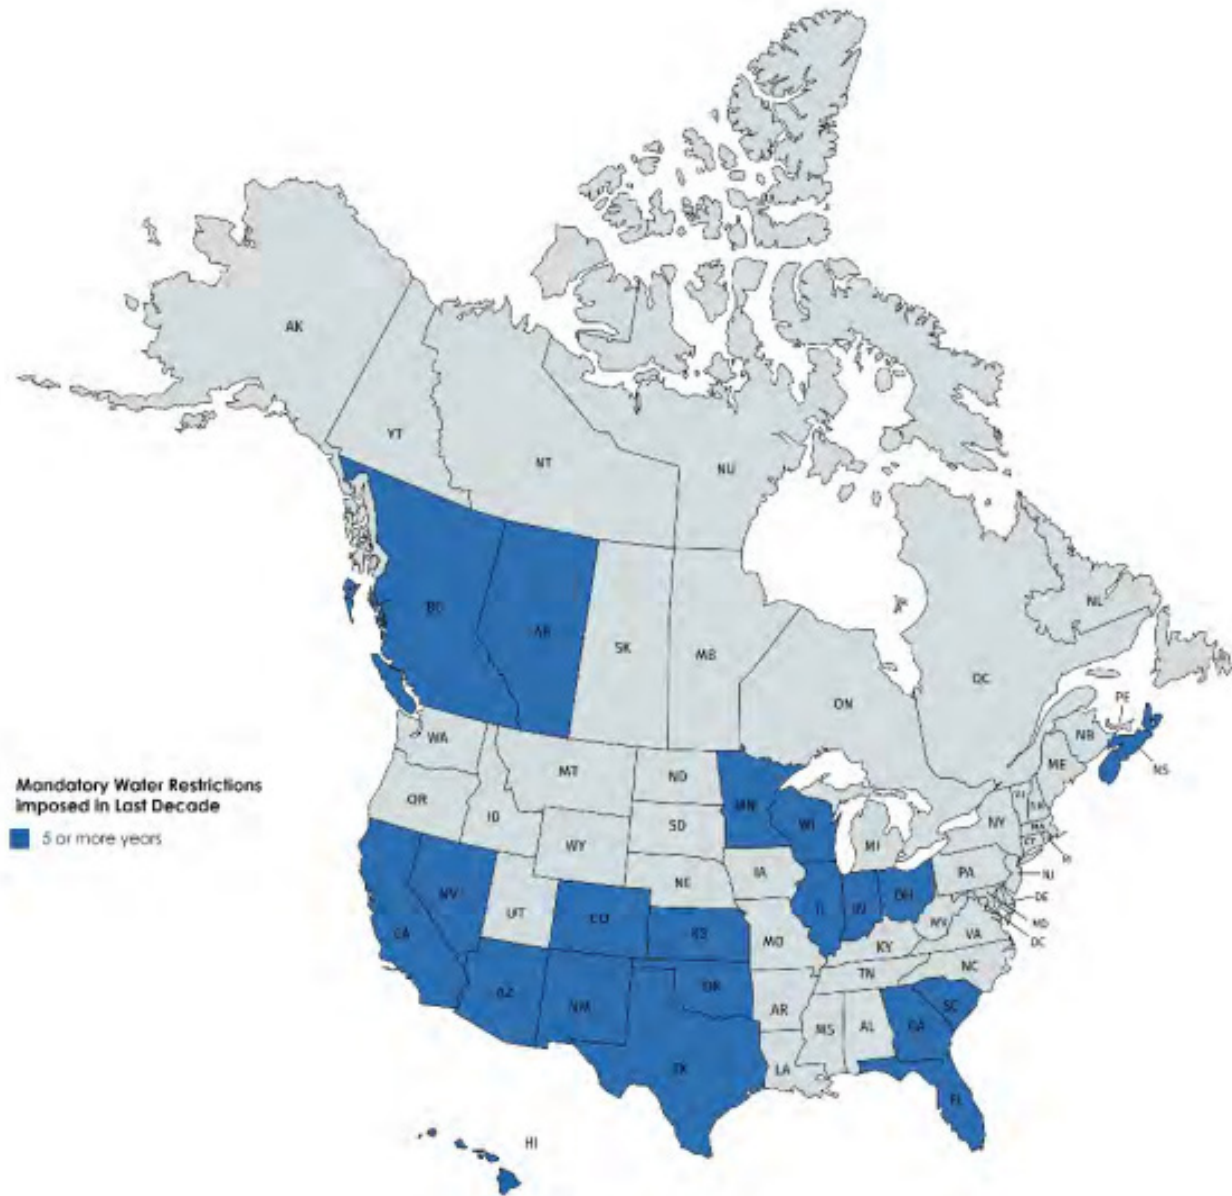 AK
YT
NT
NU
BC
AB
SK
MB
ON
QC
NL
PE
NB
NS
WA
MT
ND
MN
ME
OR
ID
SD
WI
MI
NY
WY
IA
PA
NJ
RI
CT
MA
NE
IL
IN
OH
DE
MD
DC
WV
VA
NV
UT
CO
KS
MO
KY
CA
AZ
NM
OK
AR
TN
NC
SC
TX
LA
MS
AL
GA
FL
HI
Mandatory Water Restrictions
imposed in Last Decade
5 or more years